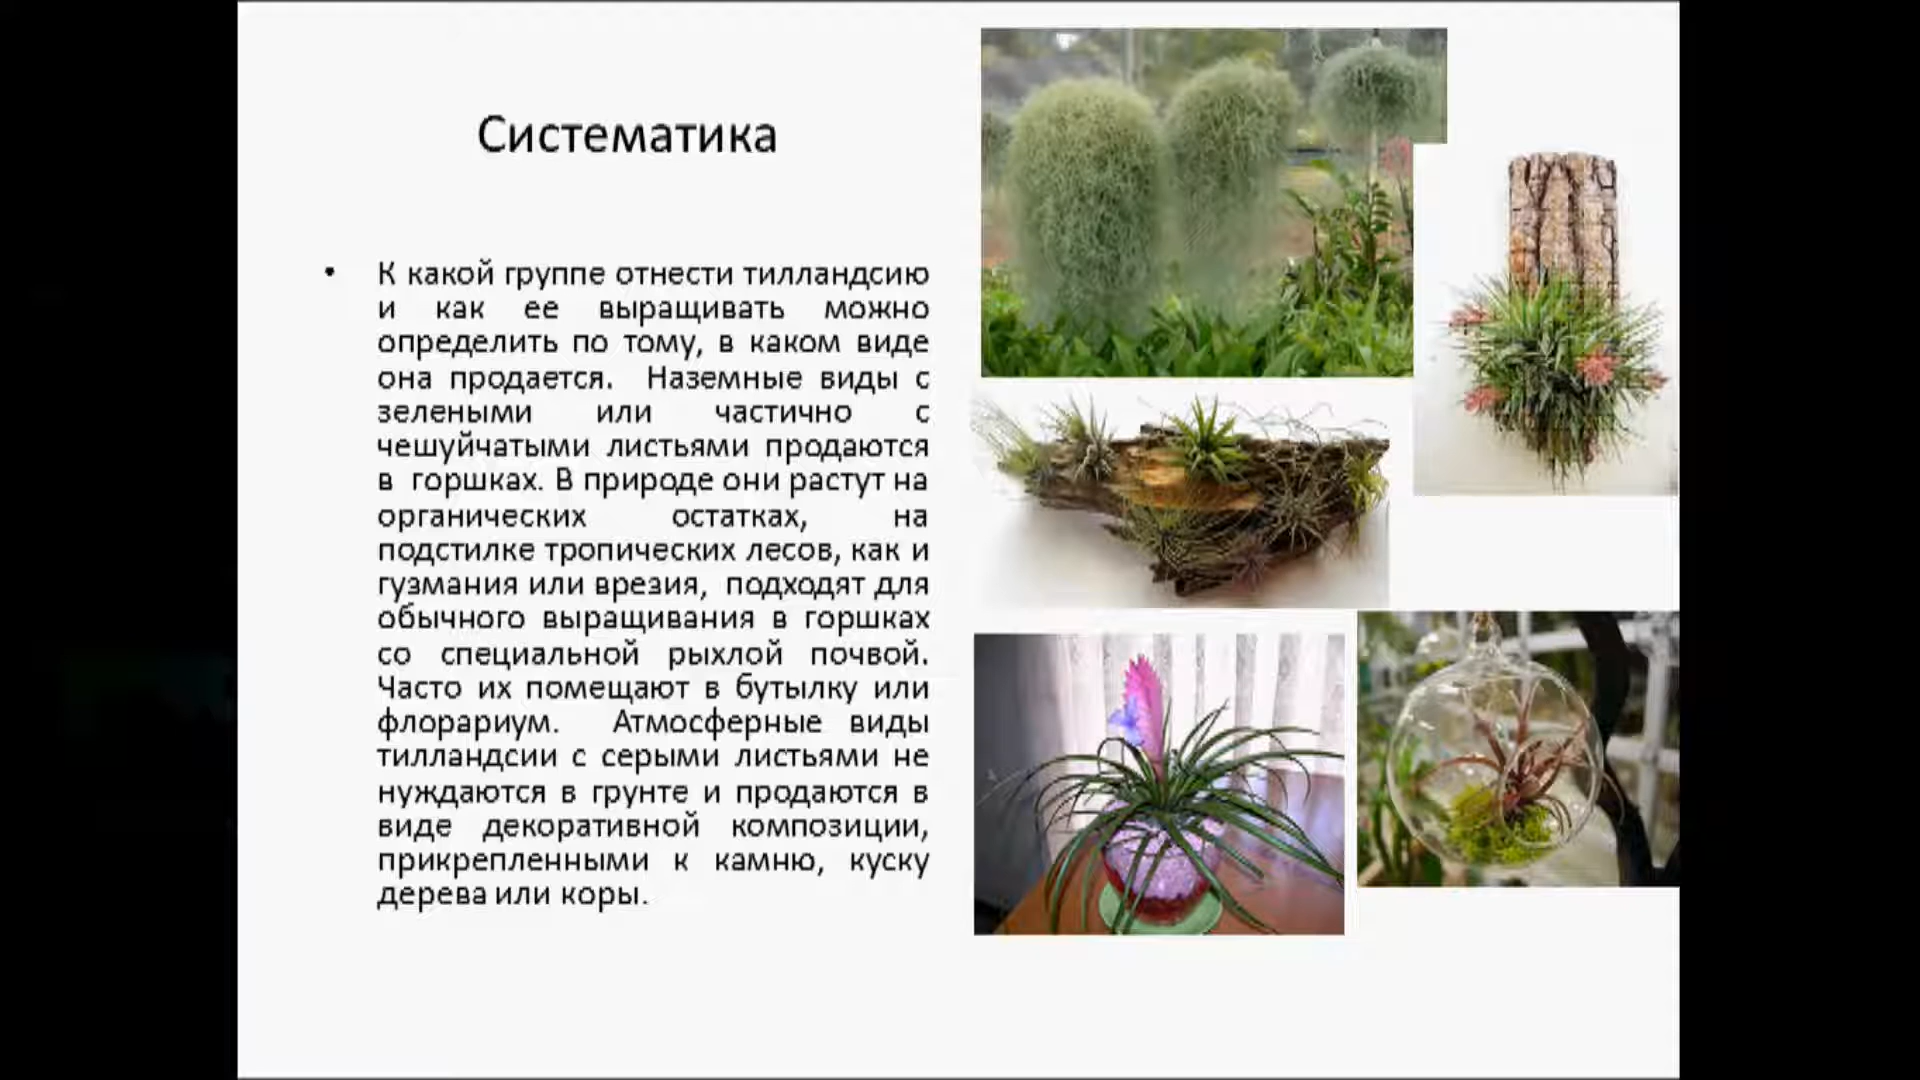 Систематика
• К какой группе отнести тилландсию
и как ее выращивать можно
определить по тому, в каком виде
она продается. Наземные виды с
зелеными или частично с
чешуйчатыми листьями продаются
в горшках. В природе они растут на
органических остатках, на
подстилке тропических лесов, как и
гузмания или врезия, подходят для
обычного выращивания в горшках
со специальной рыхлой почвой.
Часто их помещают в бутылку или
флорариум. Атмосферные виды
тилландсии с серыми листьями не
нуждаются в грунте и продаются в
виде декоративной композиции,
прикрепленными к камню, куску
дерева или коры.